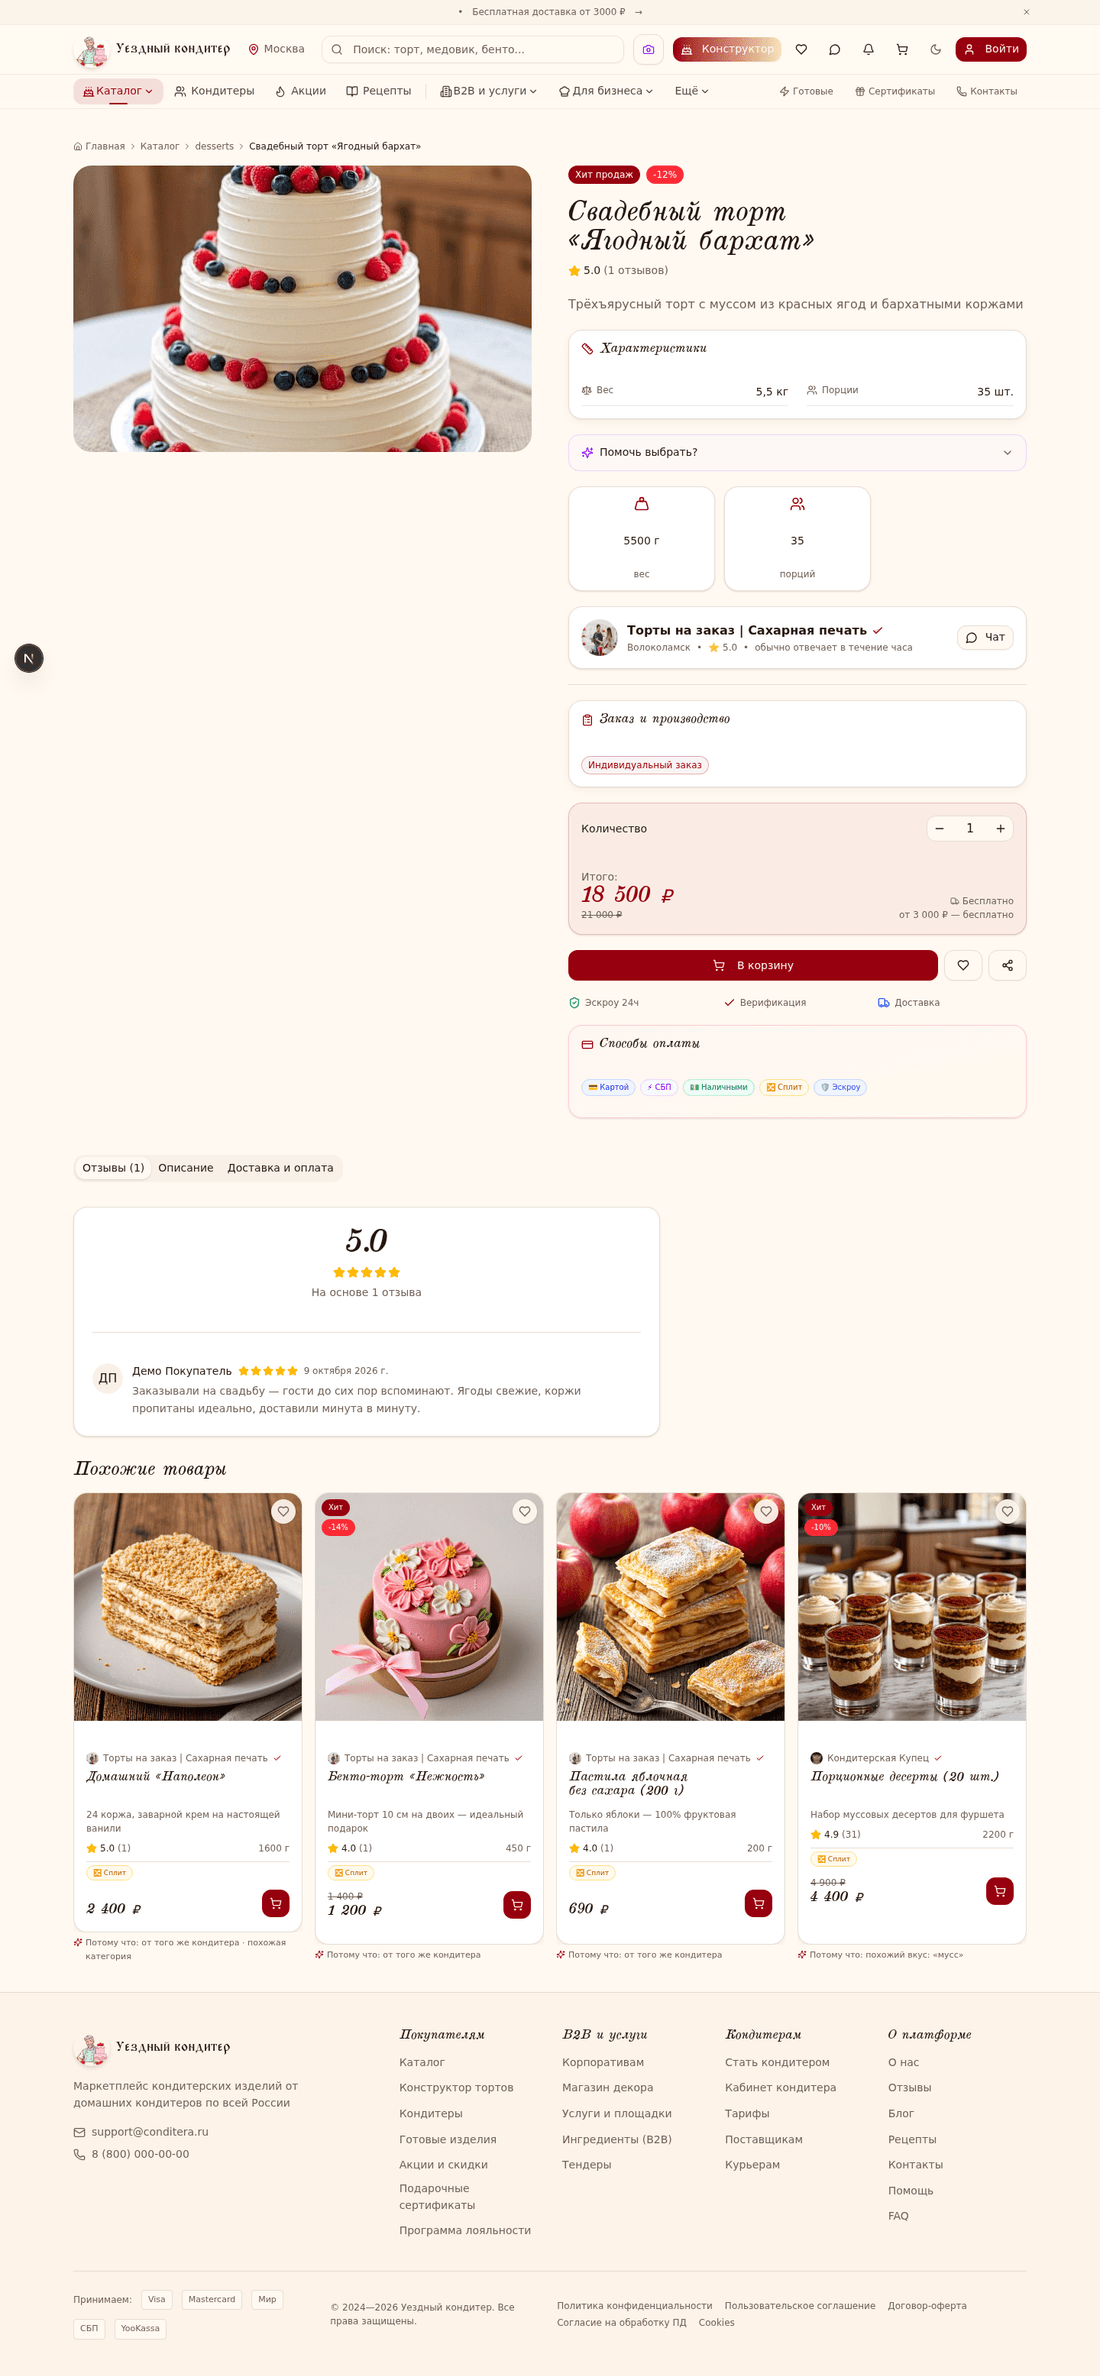 • Бесплатная доставка от 3000 ₽ →
Уездный кондитер
Москва
Поиск: торт, медовик, бенто...
Конструктор
Войти
Каталог
Кондитеры
Акции
Рецепты
B2B и услуги
Для бизнеса
Ещё
Готовые
Сертификаты
Контакты
Главная > Каталог > desserts > Свадебный торт «Ягодный бархат»
Хит продаж
-12%
Свадебный торт
«Ягодный бархат»
5.0 (1 отзывов)
Трёхъярусный торт с муссом из красных ягод и бархатными коржами
Характеристики
Вес
5,5 кг
Порции
35 шт.
Помочь выбрать?
5500 г
вес
35
порций
N
Торты на заказ | Сахарная печать
Волоколамск • 5.0 • обычно отвечает в течение часа
Чат
Заказ и производство
Индивидуальный заказ
Количество
− 1 +
Итого:
18 500 ₽
21 000 ₽
Бесплатно
от 3 000 ₽ — бесплатно
В корзину
Эскроу 24ч
Верификация
Доставка
Способы оплаты
Картой
СБП
Наличными
Сплит
Эскроу
Отзывы (1)
Описание
Доставка и оплата
5.0
На основе 1 отзыва
ДП
Демо Покупатель
9 октября 2026 г.
Заказывали на свадьбу — гости до сих пор вспоминают. Ягоды свежие, коржи
пропитаны идеально, доставили минута в минуту.
Похожие товары
Торты на заказ | Сахарная печать
Домашний «Наполеон»
24 коржа, заварной крем на настоящей
ванили
5.0 (1)
1600 г
Сплит
2 400 ₽
Потому что: от того же кондитера · похожая
категория
Хит
-14%
Торты на заказ | Сахарная печать
Бенто-торт «Нежность»
Мини-торт 10 см на двоих — идеальный
подарок
4.0 (1)
450 г
Сплит
1 400 ₽
1 200 ₽
Потому что: от того же кондитера
Торты на заказ | Сахарная печать
Пастила яблочная
без сахара (200 г)
Только яблоки — 100% фруктовая
пастила
4.0 (1)
200 г
Сплит
690 ₽
Потому что: от того же кондитера
Хит
-10%
Кондитерская Купец
Порционные десерты (20 шт.)
Набор муссовых десертов для фуршета
4.9 (31)
2200 г
Сплит
4 900 ₽
4 400 ₽
Потому что: похожий вкус: «мусс»
Уездный кондитер
Маркетплейс кондитерских изделий от
домашних кондитеров по всей России
support@conditera.ru
8 (800) 000-00-00
Покупателям
Каталог
Конструктор тортов
Кондитеры
Готовые изделия
Акции и скидки
Подарочные
сертификаты
Программа лояльности
B2B и услуги
Корпоративам
Магазин декора
Услуги и площадки
Ингредиенты (B2B)
Тендеры
Кондитерам
Стать кондитером
Кабинет кондитера
Тарифы
Поставщикам
Курьерам
О платформе
О нас
Отзывы
Блог
Рецепты
Контакты
Помощь
FAQ
Принимаем:
Visa
Mastercard
Мир
СБП
YooKassa
© 2024—2026 Уездный кондитер. Все
права защищены.
Политика конфиденциальности
Пользовательское соглашение
Договор-оферта
Согласие на обработку ПД
Cookies